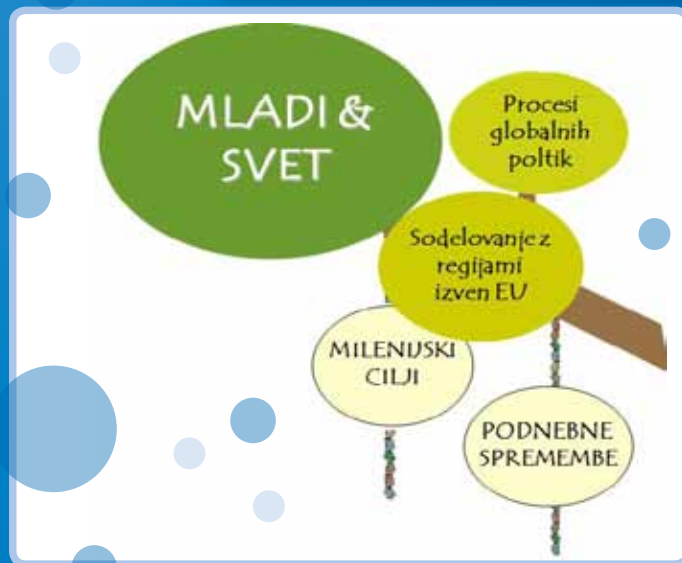 MLADI &
SVET
Procesi
globalnih
poltik
Sodelovanje z
regijami
izven EU
MILENIJSKI
CILJI
PODNEBNE
SPREMEMBE